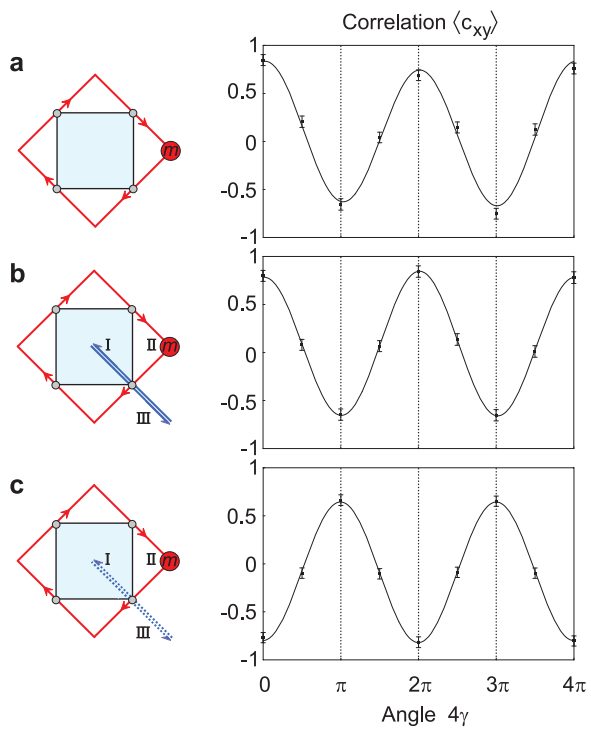 Correlation ⟨c_xy⟩
a
m
1
0.5
0
-0.5
-1
b
I
II
m
III
1
0.5
0
-0.5
-1
c
I
II
m
III
1
0.5
0
-0.5
-1
0 π 2π 3π 4π
Angle 4γ